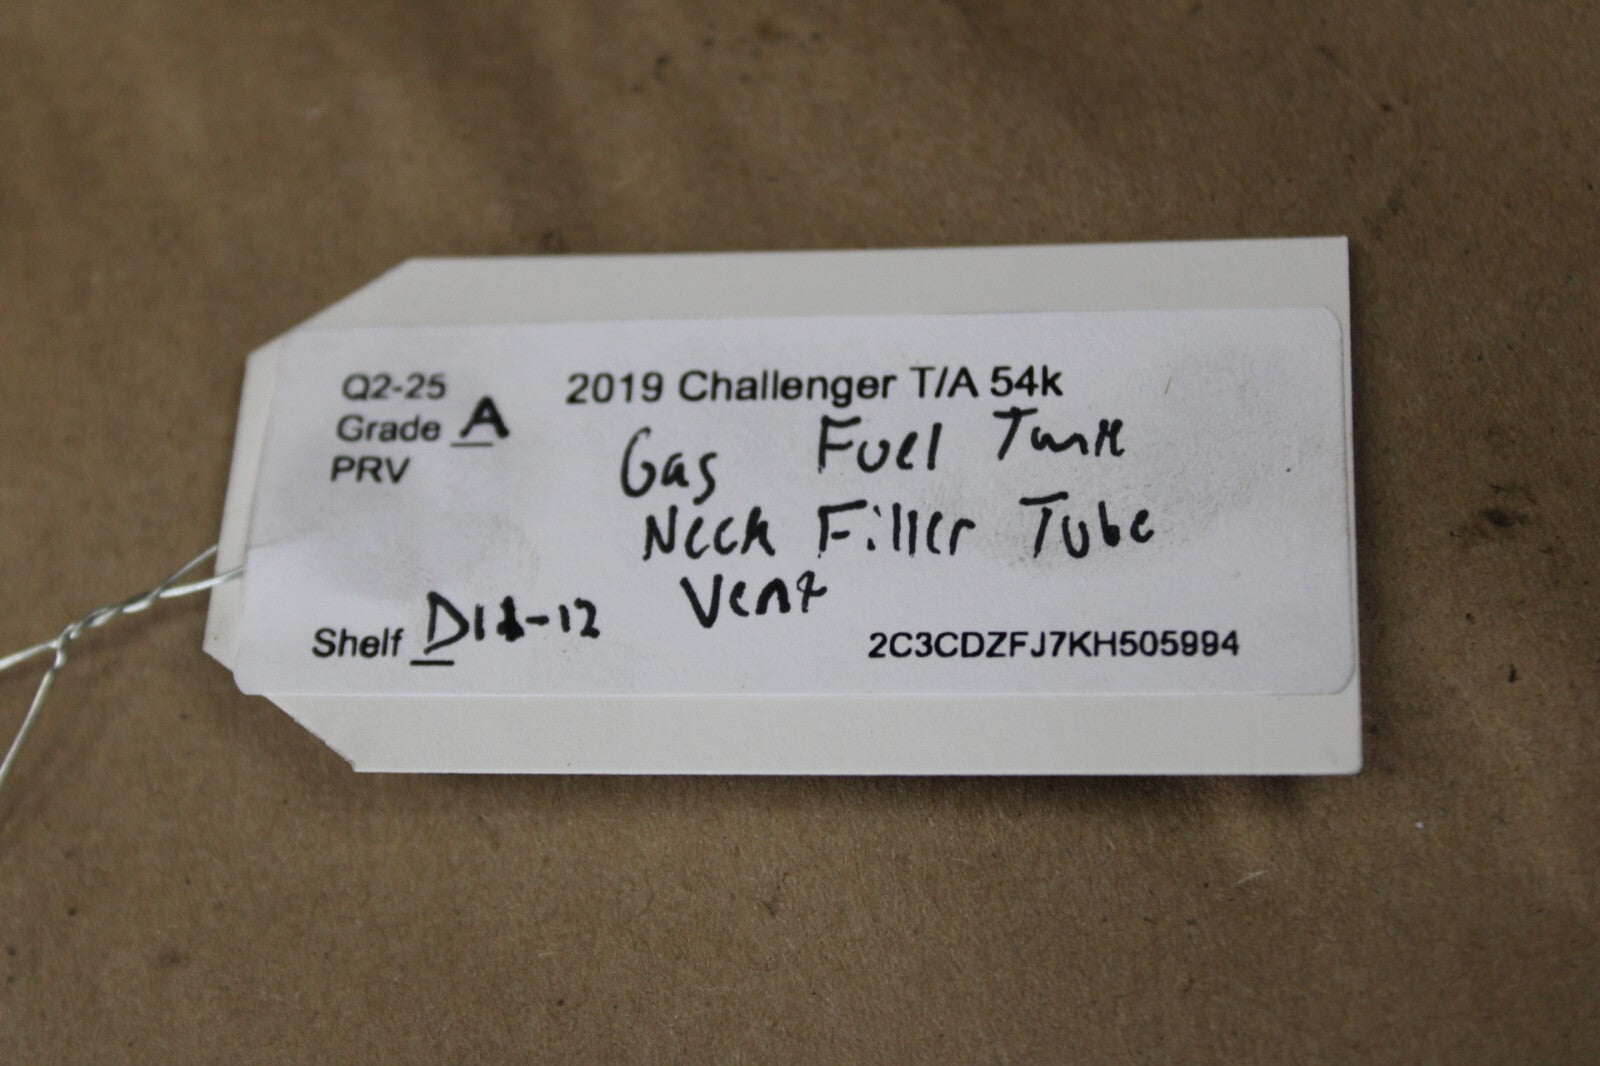 Q2-25 2019 Challenger T/A 54k
Grade A Gas Fuel Tank
PRV
Neck Filler Tube
Vent
Shelf
2C3CDZFJ7KH505994